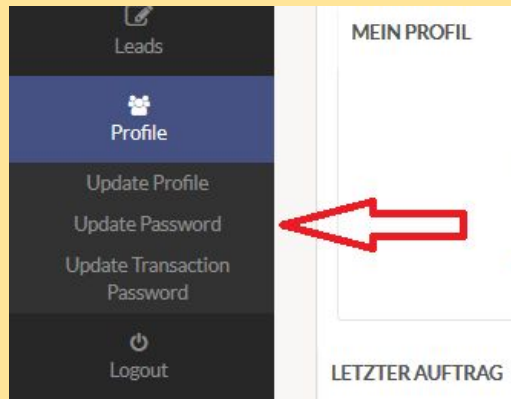 Leads
Profile
Update Profile
Update Password
Update Transaction
Password
Logout
MEIN PROFIL
LETZTER AUFTRAG